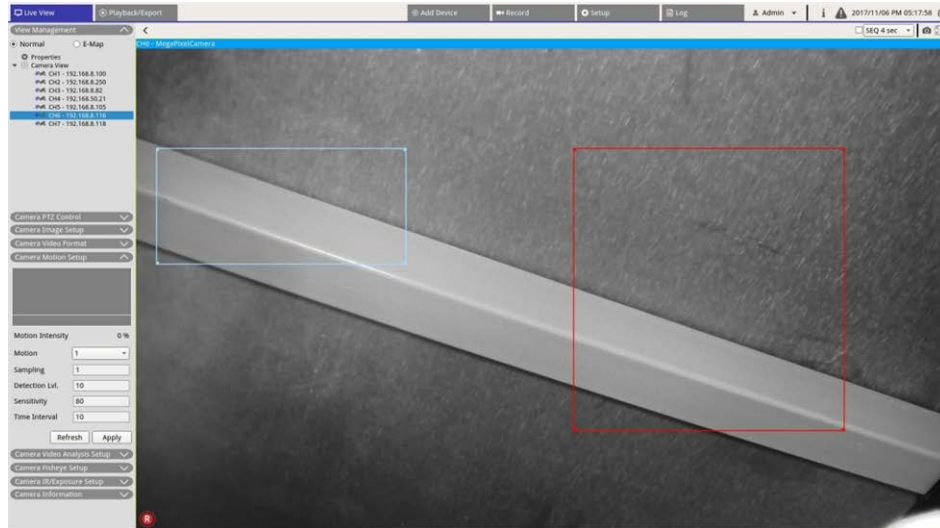 Live View
Playback/Export
Add Device
Record
Setup
Log
Admin
i
2017/11/06 PM 05:17:58
View Management
SEQ 4 sec
Normal
E-Map
CH6 - MegaPixelCamera
Properties
Camera View
CH1 - 192.168.8.100
CH2 - 192.168.8.250
CH3 - 192.168.8.82
CH4 - 192.168.50.21
CH5 - 192.168.8.105
CH6 - 192.168.8.116
CH7 - 192.168.8.118
Camera PTZ Control
Camera Image Setup
Camera Video Format
Camera Motion Setup
Motion Intensity 0 %
Motion 1
Sampling 1
Detection Lvl. 10
Sensitivity 80
Time Interval 10
Refresh Apply
Camera Video Analysis Setup
Camera Fisheye Setup
Camera IR/Exposure Setup
Camera Information
R